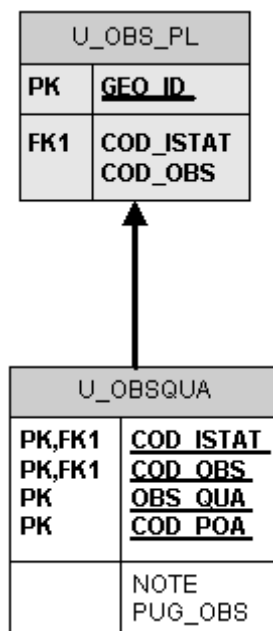 U_OBS_PL
PK GEO_ID
FK1 COD_ISTAT
COD_OBS
U_OBSQUA
PK,FK1 COD_ISTAT
PK,FK1 COD_OBS
PK OBS_QUA
PK COD_POA
NOTE
PUG_OBS